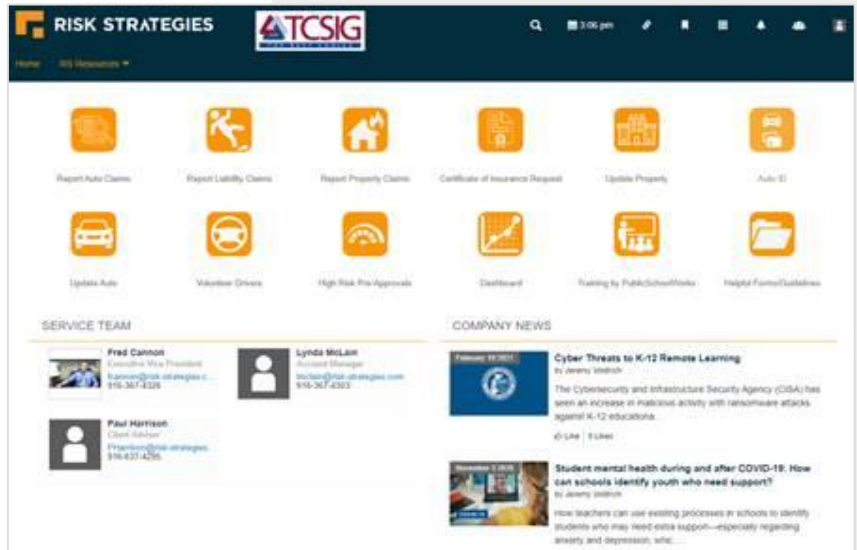 RISK STRATEGIES
TCSIG
3:06 pm
Home RS Resources
Report Auto Claims Report Liability Claims Report Property Claims Certificate of Insurance Request Update Property Auto ID
Update Auto Volunteer Drivers High Risk Pre-Approvals Dashboard Training by PublicSchoolWorks Helpful Forms/Guidelines
SERVICE TEAM
Fred Cannon
Executive Vice President
916-367-4326
Lynda McLain
Account Manager
916-367-4303
Paul Harrison
Client Advisor
916-637-4295
COMPANY NEWS
Cyber Threats to K-12 Remote Learning
by Jeremy
The Cybersecurity and Infrastructure Security Agency (CISA) has
seen an increase in malicious activity with ransomware attacks
against K-12 educationa...
Like
Student mental health during and after COVID-19: How
can schools identify youth who need support?
by Jeremy
How teachers can use existing processes in schools to identify
students who may need extra support—especially regarding
anxiety and depression, whic...